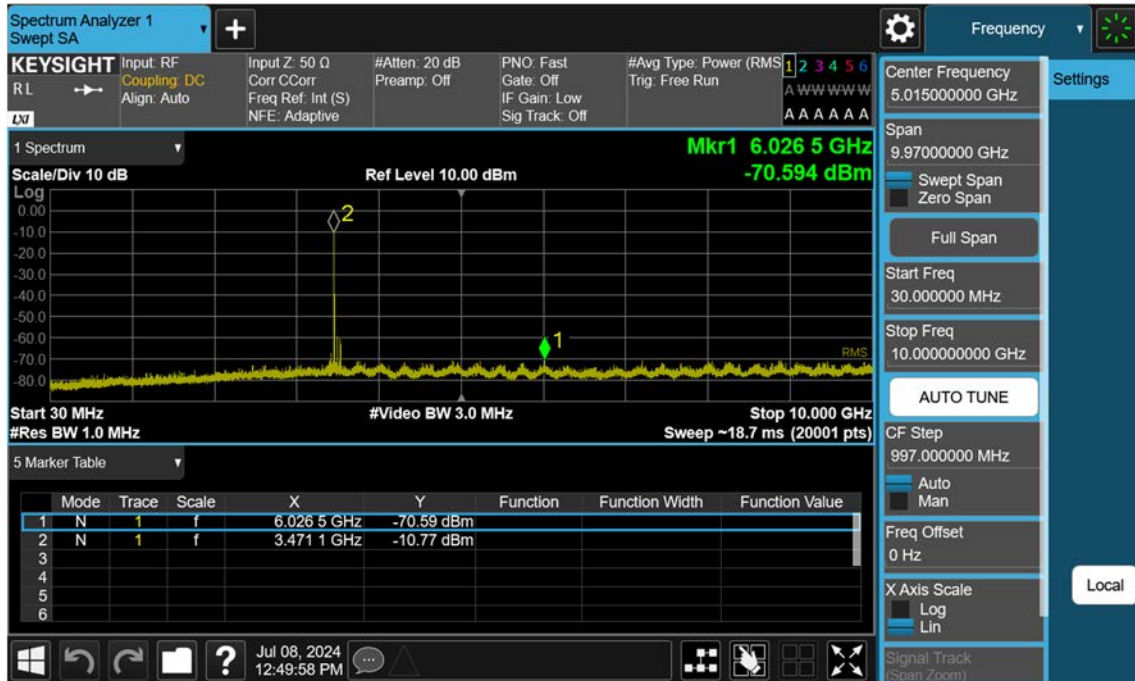 Spectrum Analyzer 1
Swept SA
+
Frequency
KEYSIGHT
RL
LXI
Input: RF
Coupling: DC
Align: Auto
Input Z: 50 Ω
Corr CCorr
Freq Ref: Int (S)
NFE: Adaptive
#Atten: 20 dB
Preamp: Off
PNO: Fast
Gate: Off
IF Gain: Low
Sig Track: Off
#Avg Type: Power (RMS
Trig: Free Run
1 2 3 4 5 6
A W W W W W
A A A A A A
1 Spectrum
Mkr1 6.026 5 GHz
Scale/Div 10 dB
Ref Level 10.00 dBm
-70.594 dBm
Log
0.00
-10.0
-20.0
-30.0
-40.0
-50.0
-60.0
-70.0
-80.0
2
1
RMS
Start 30 MHz
#Video BW 3.0 MHz
Stop 10.000 GHz
#Res BW 1.0 MHz
Sweep ~18.7 ms (20001 pts)
5 Marker Table
Mode Trace Scale X Y Function Function Width Function Value
1 N 1 f 6.026 5 GHz -70.59 dBm
2 N 1 f 3.471 1 GHz -10.77 dBm
3
4
5
6
Center Frequency
5.015000000 GHz
Settings
Span
9.97000000 GHz
Swept Span
Zero Span
Full Span
Start Freq
30.000000 MHz
Stop Freq
10.000000000 GHz
AUTO TUNE
CF Step
997.000000 MHz
Auto
Man
Freq Offset
0 Hz
X Axis Scale
Log
Lin
Local
Signal Track
(Span Zoom)
?
Jul 08, 2024
12:49:58 PM